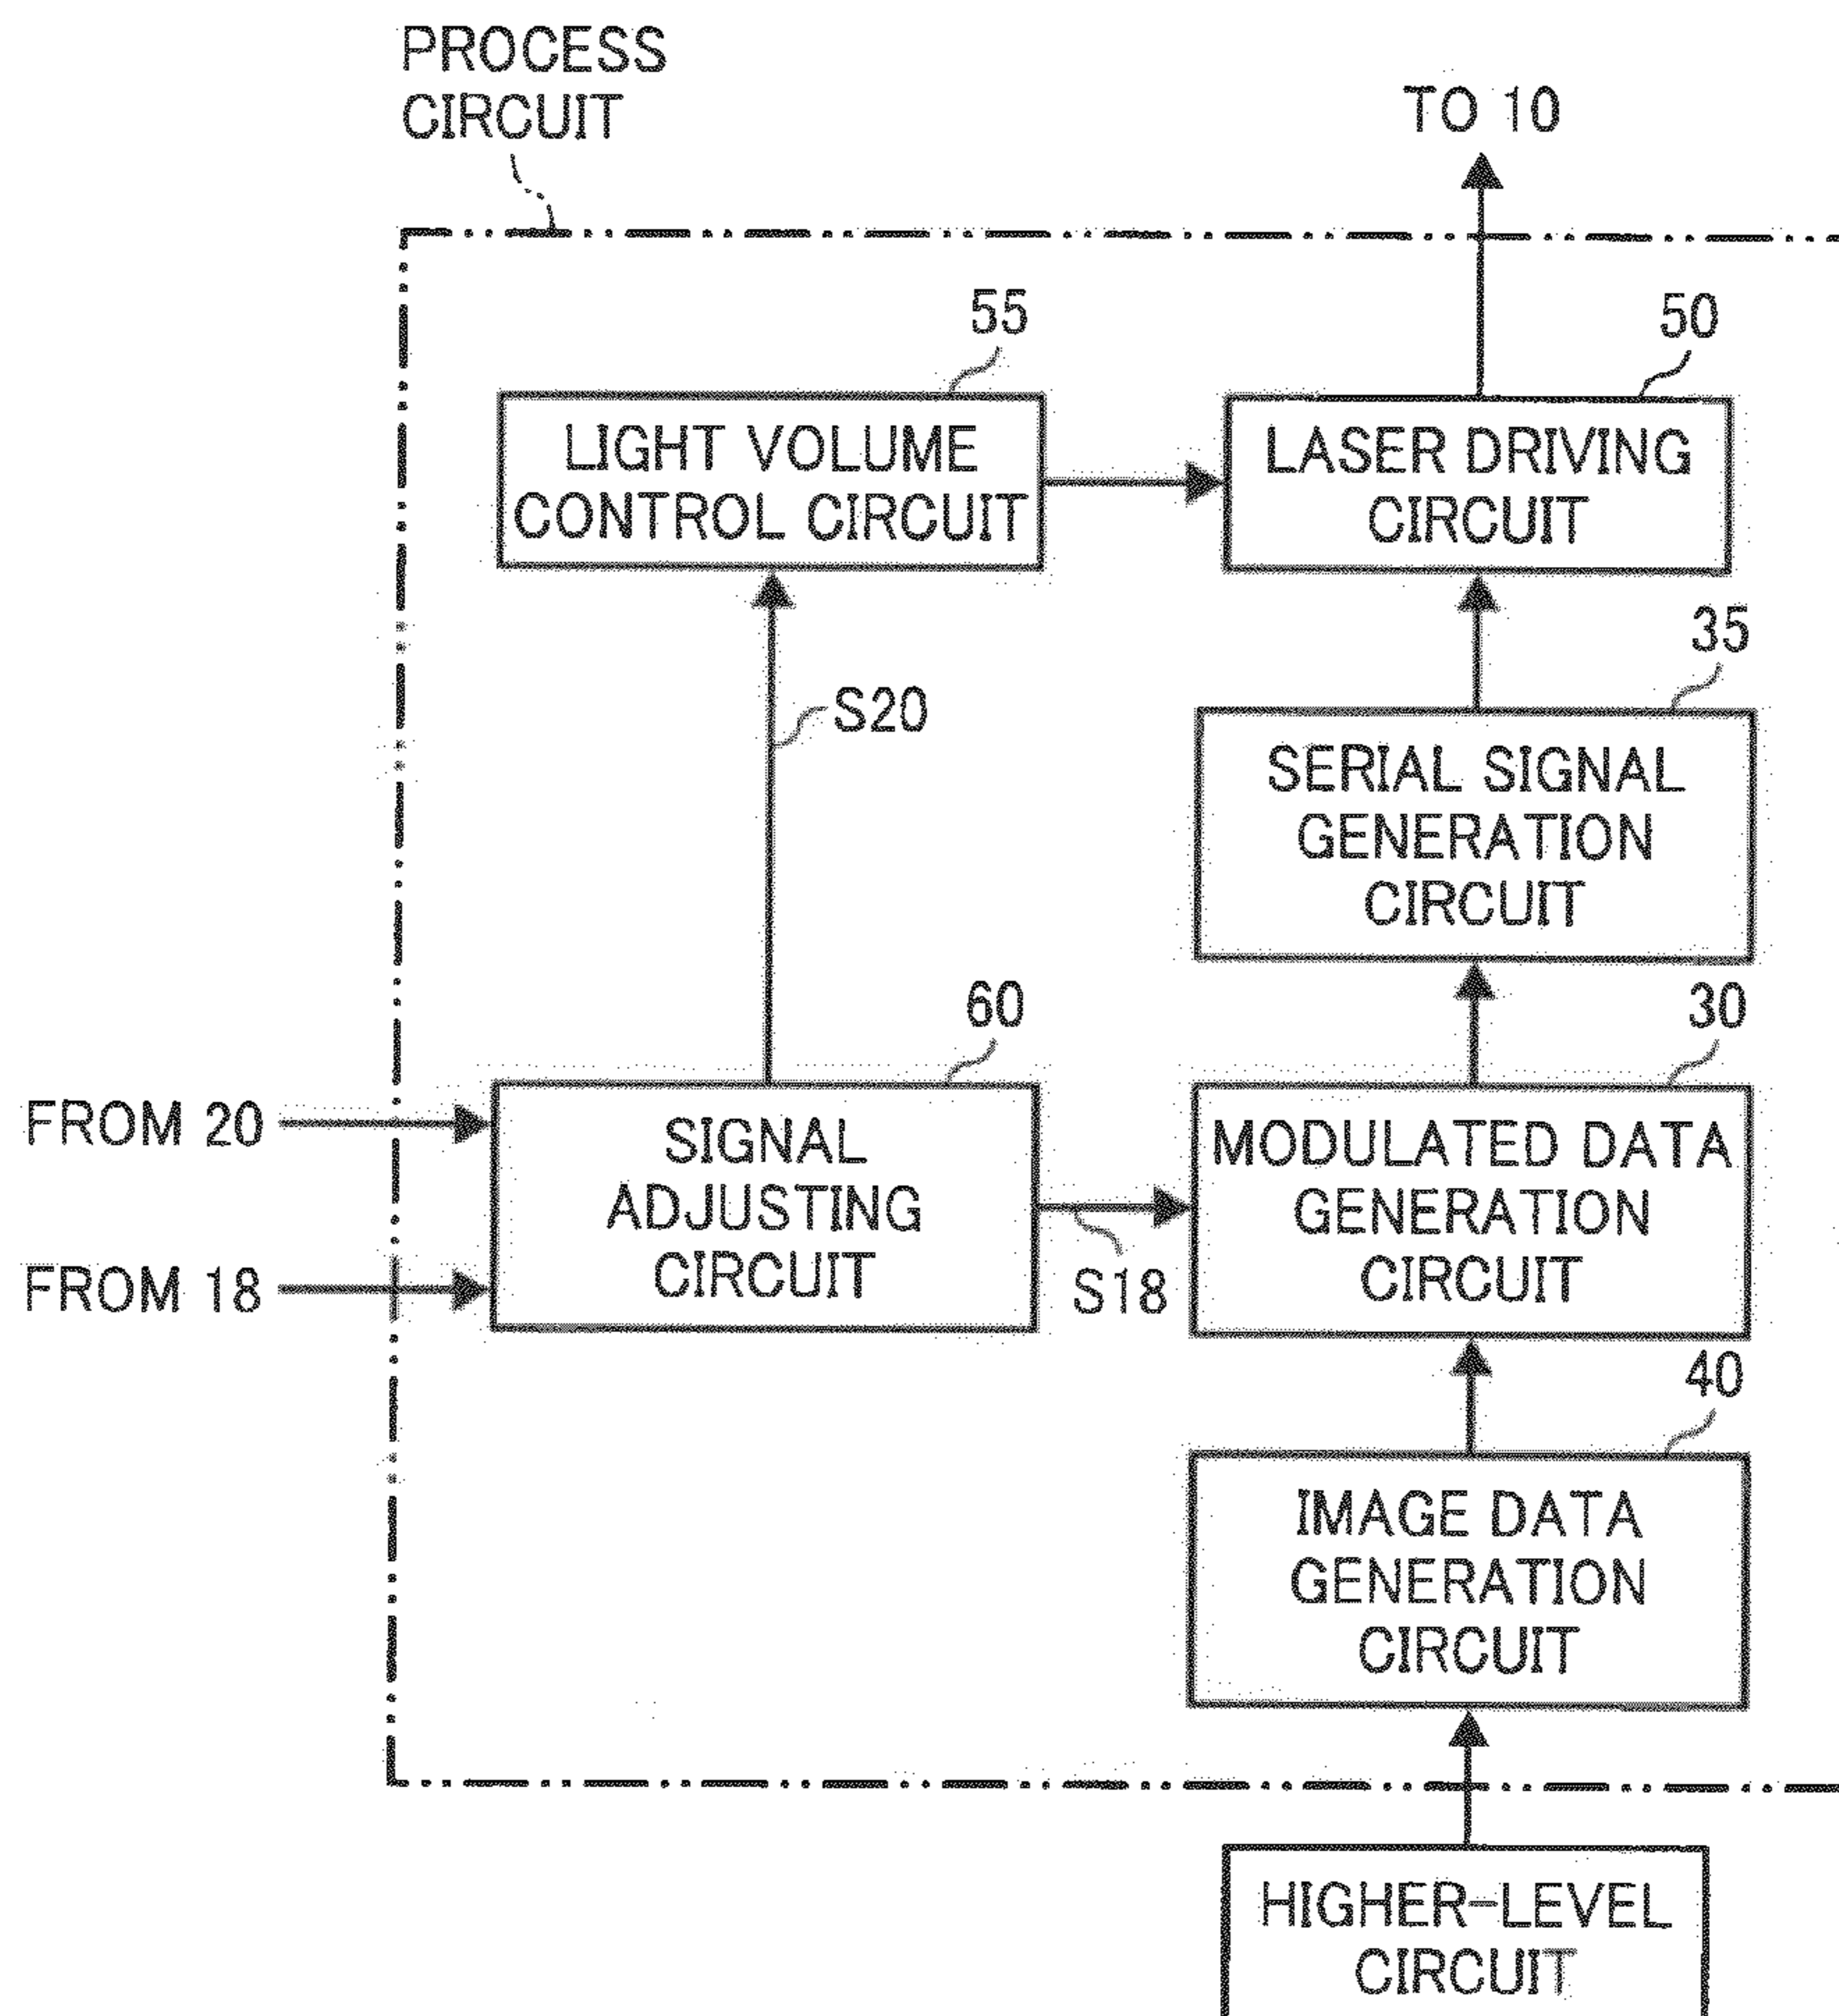 PROCESS
CIRCUIT
TO 10
55
50
LIGHT VOLUME
CONTROL CIRCUIT
LASER DRIVING
CIRCUIT
35
S20
SERIAL SIGNAL
GENERATION
CIRCUIT
60
30
FROM 20
SIGNAL
ADJUSTING
CIRCUIT
MODULATED DATA
GENERATION
CIRCUIT
FROM 18
S18
40
IMAGE DATA
GENERATION
CIRCUIT
HIGHER-LEVEL
CIRCUIT